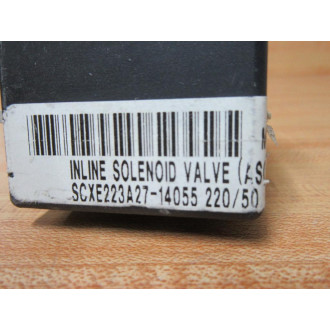 INLINE SOLENOID VALVE (AS
SCXE223A27-14055 220/50